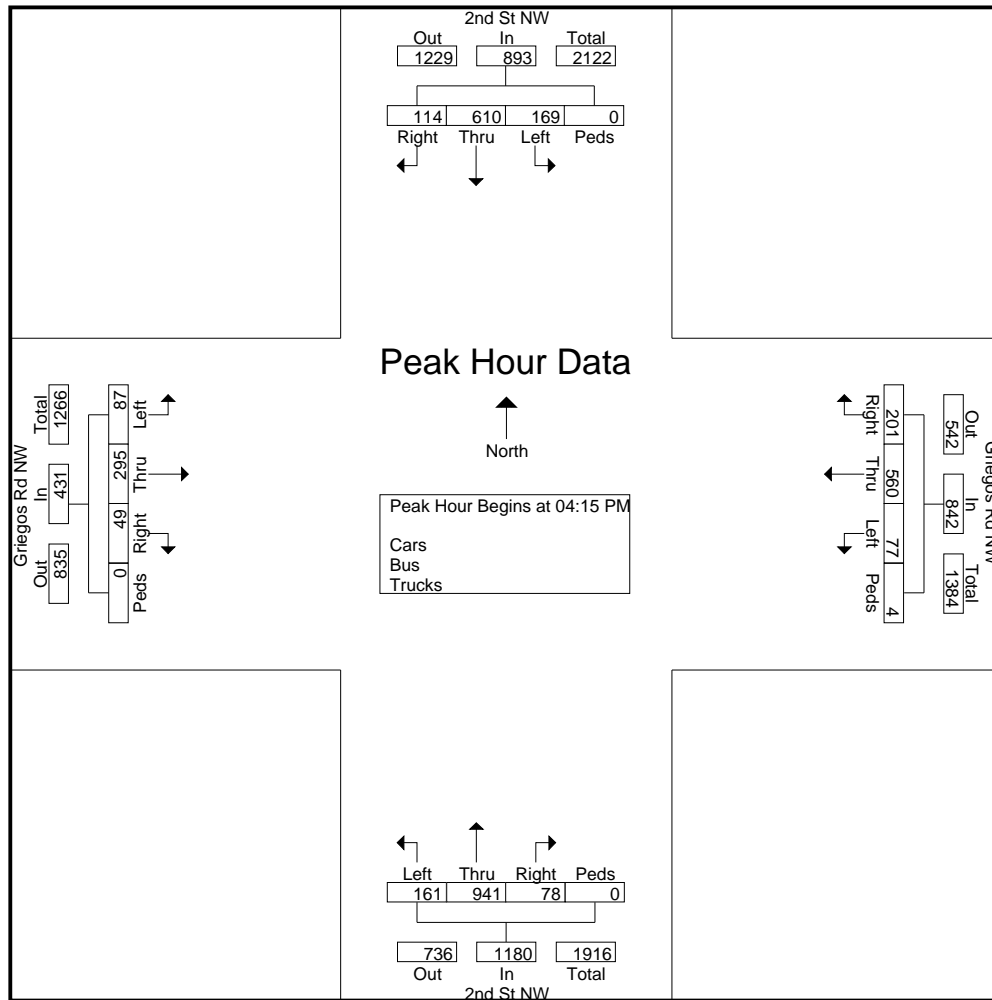 2nd St NW
Out In Total
1229 893 2122
114 610 169 0
Right Thru Left Peds
Peak Hour Data
North
Peak Hour Begins at 04:15 PM
Cars
Bus
Trucks
Griegos Rd NW
Total In Out
1266 431 835
87 295 49 0
Left Thru Right Peds
Griegos Rd NW
Out In Total
542 842 1384
201 560 77 4
Right Thru Left Peds
Left Thru Right Peds
161 941 78 0
736 1180 1916
Out In Total
2nd St NW